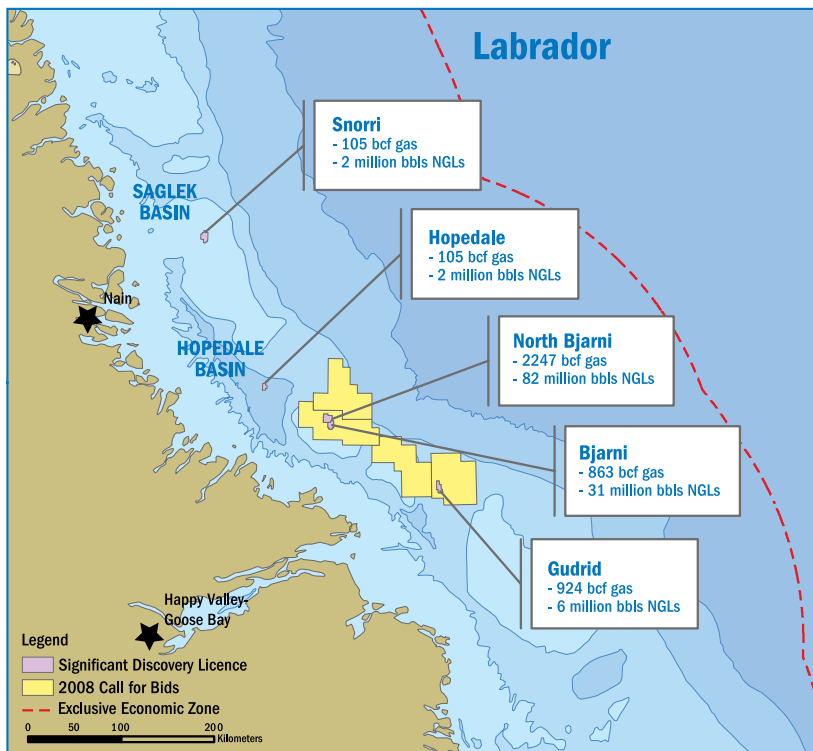 Labrador
Snorri
- 105 bcf gas
- 2 million bbls NGLs
SAGLEK
BASIN
Hopedale
- 105 bcf gas
- 2 million bbls NGLs
Nain
HOPEDALE
BASIN
North Bjarni
- 2247 bcf gas
- 82 million bbls NGLs
Bjarni
- 863 bcf gas
- 31 million bbls NGLs
Gudrid
- 924 bcf gas
- 6 million bbls NGLs
Happy Valley-
Goose Bay
Legend
Significant Discovery Licence
2008 Call for Bids
Exclusive Economic Zone
0 50 100 200
Kilometers